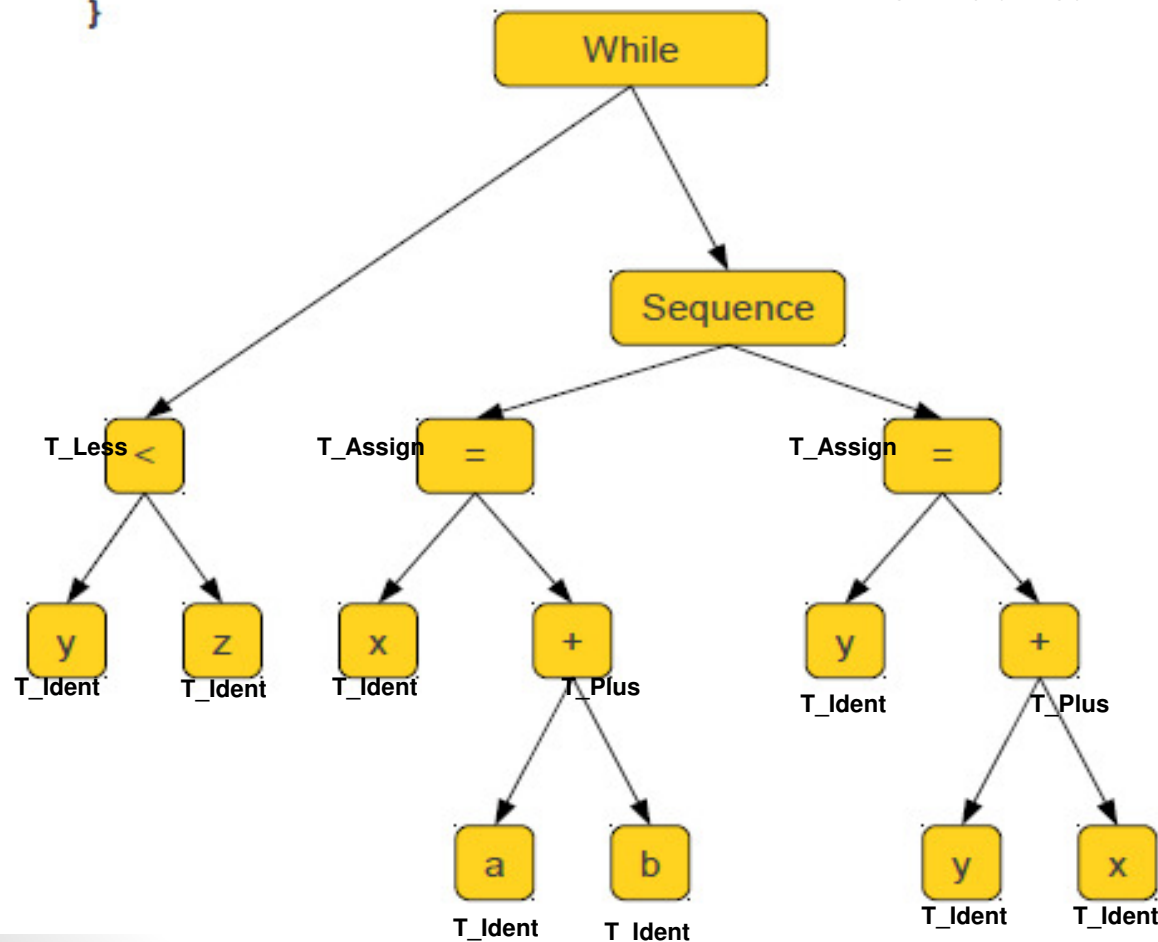 }
While
Sequence
T_Less <
T_Assign =
T_Assign =
y
z
x
+
y
+
T_Ident
T_Ident
T_Ident
T_Plus
T_Ident
T_Plus
a
b
y
x
T_Ident
T_Ident
T_Ident
T_Ident